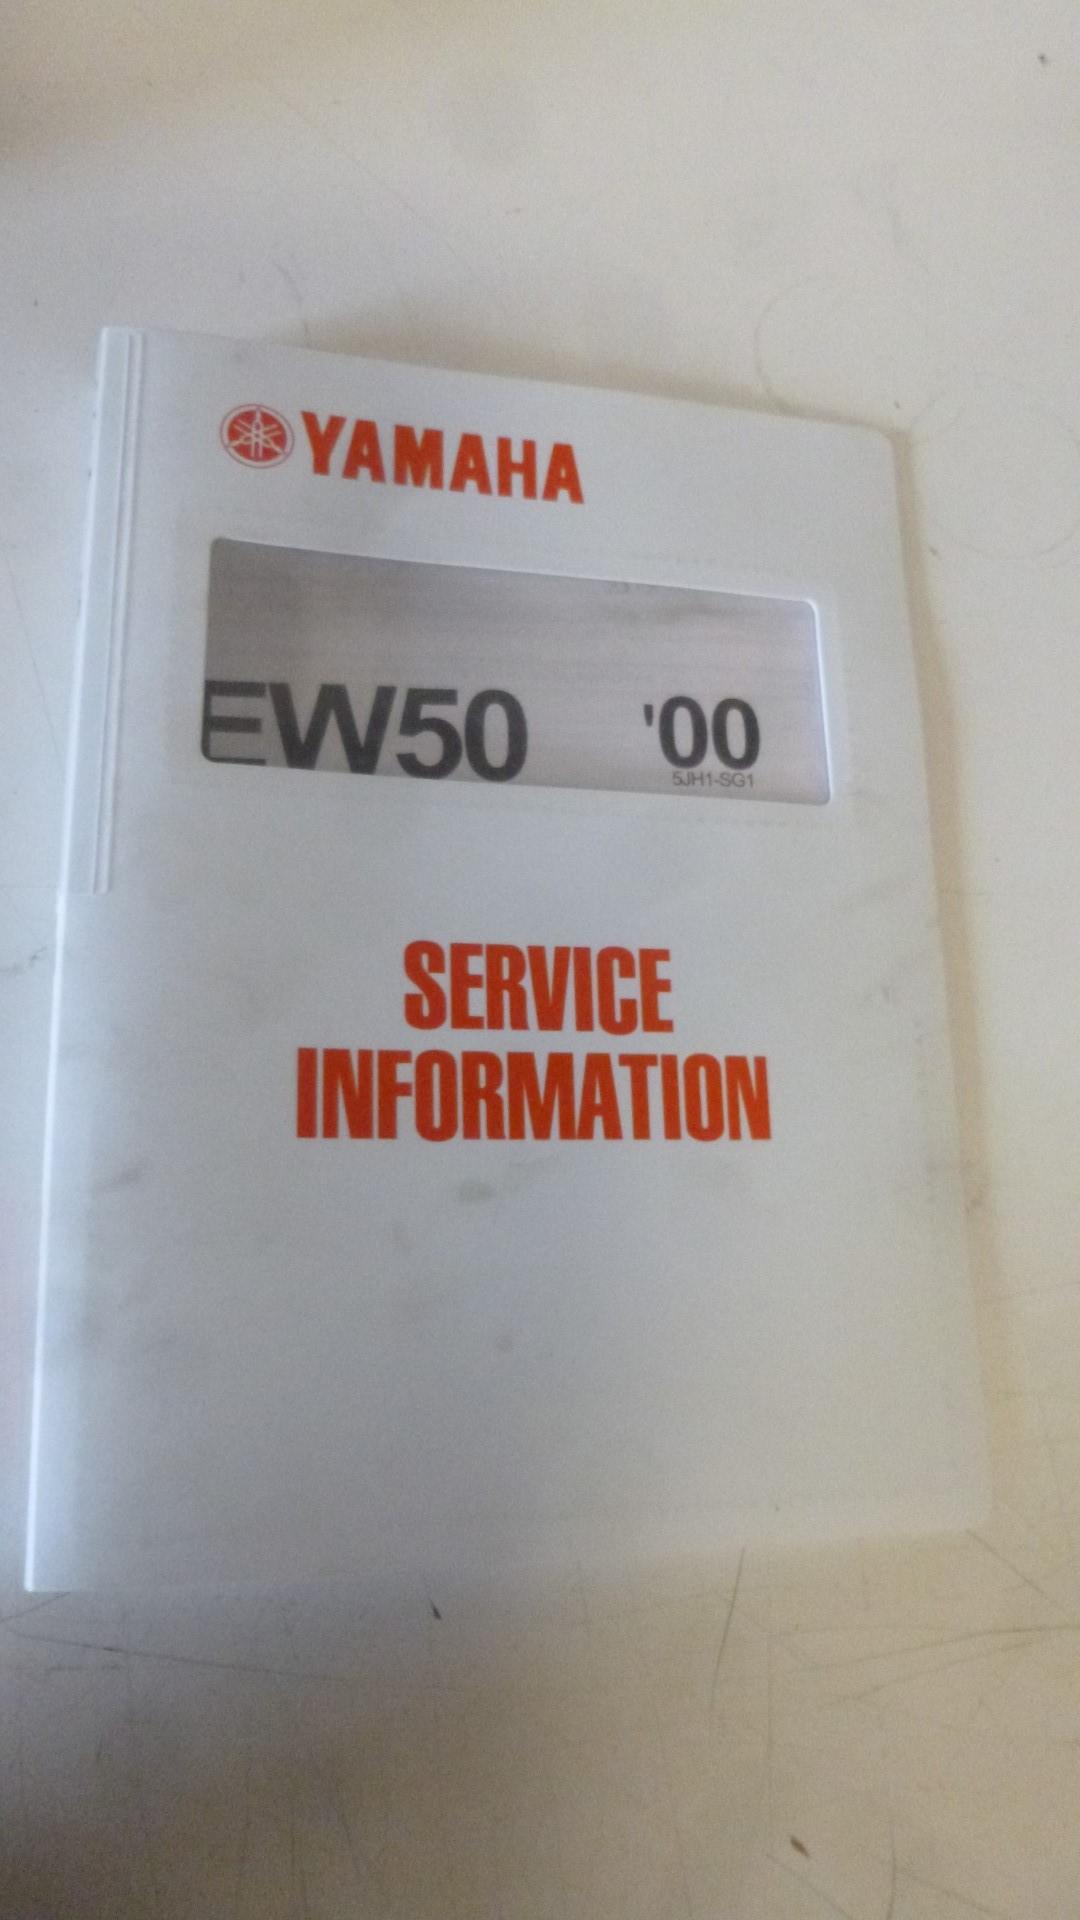 YAMAHA
EW50 '00
5JH1-SG1
SERVICE
INFORMATION